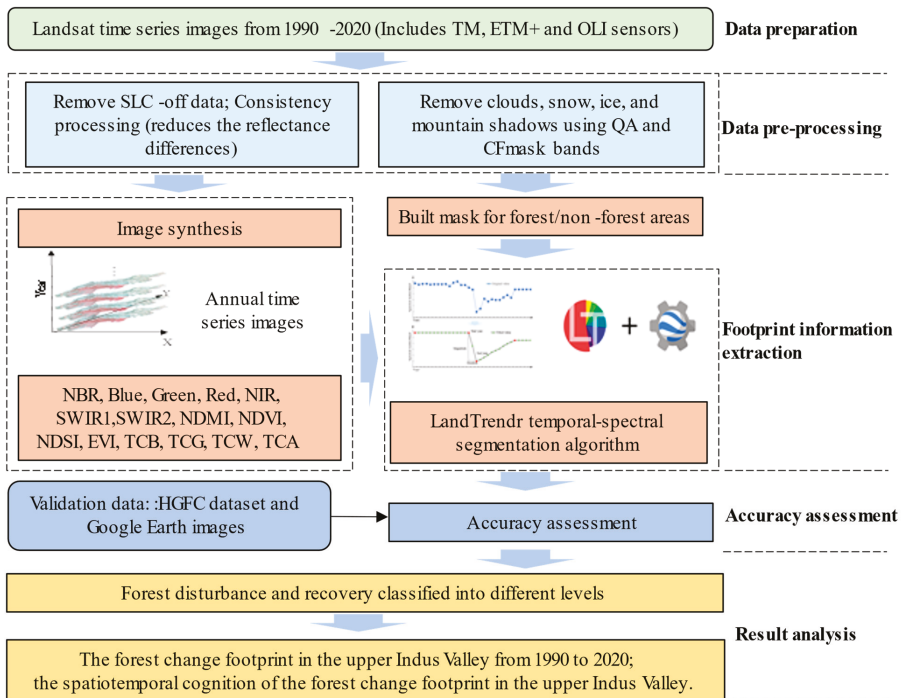 Landsat time series images from 1990 -2020 (Includes TM, ETM+ and OLI sensors)
Data preparation
Remove SLC -off data; Consistency
processing (reduces the reflectance
differences)
Remove clouds, snow, ice, and
mountain shadows using QA and
CFmask bands
Data pre-processing
Image synthesis
Year
Y
X
Annual time
series images
NBR, Blue, Green, Red, NIR,
SWIR1,SWIR2, NDMI, NDVI,
NDSI, EVI, TCB, TCG, TCW, TCA
Built mask for forest/non -forest areas
LT
+
LandTrendr temporal-spectral
segmentation algorithm
Footprint information
extraction
Validation data: :HGFC dataset and
Google Earth images
Accuracy assessment
Accuracy assessment
Forest disturbance and recovery classified into different levels
The forest change footprint in the upper Indus Valley from 1990 to 2020;
the spatiotemporal cognition of the forest change footprint in the upper Indus Valley.
Result analysis